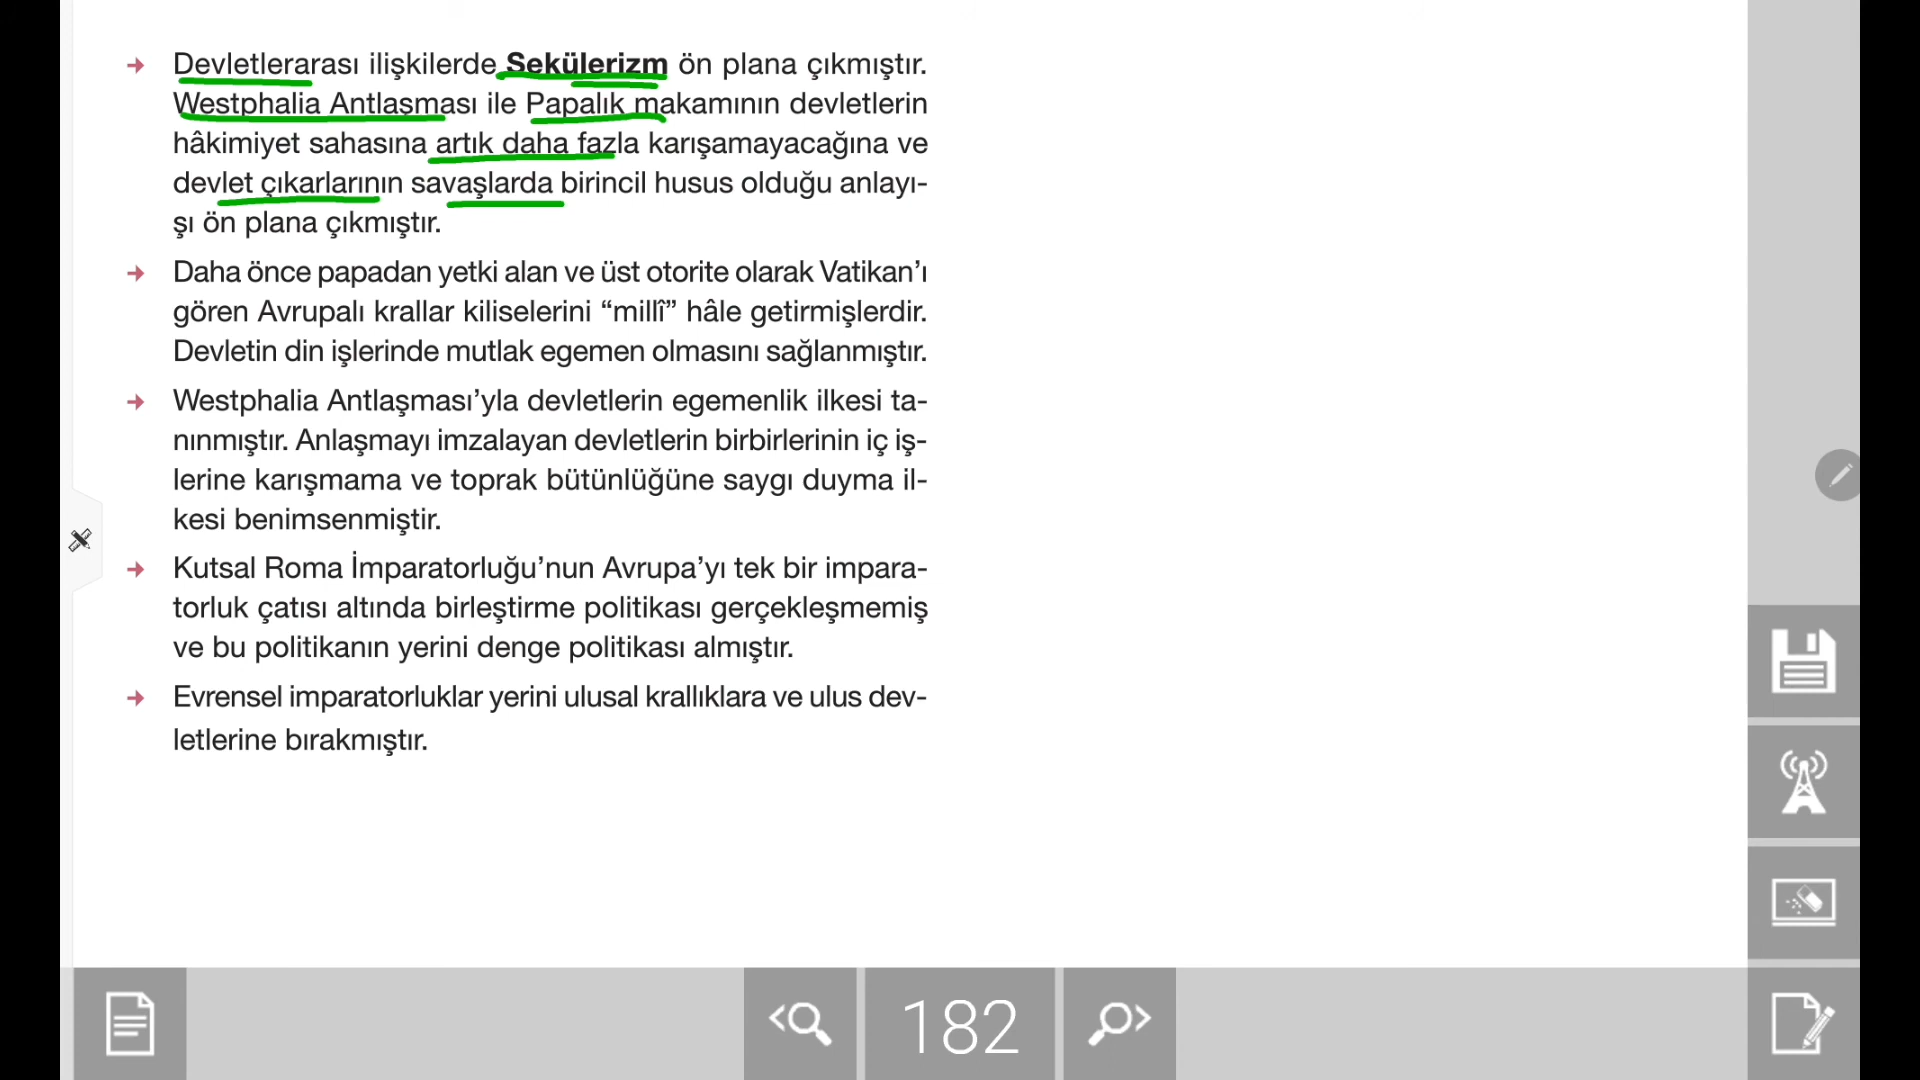 Devletlerarası ilişkilerde Sekülerizm ön plana çıkmıştır.
Westphalia Antlaşması ile Papalık makamının devletlerin
hâkimiyet sahasına artık daha fazla karışamayacağına ve
devlet çıkarlarının savaşlarda birincil husus olduğu anlayı-
şı ön plana çıkmıştır.
Daha önce papadan yetki alan ve üst otorite olarak Vatikan’ı
gören Avrupalı krallar kiliselerini “millî” hâle getirmişlerdir.
Devletin din işlerinde mutlak egemen olmasını sağlanmıştır.
Westphalia Antlaşması’yla devletlerin egemenlik ilkesi ta-
nınmıştır. Anlaşmayı imzalayan devletlerin birbirlerinin iç iş-
lerine karışmama ve toprak bütünlüğüne saygı duyma il-
kesi benimsenmiştir.
Kutsal Roma İmparatorluğu’nun Avrupa’yı tek bir impara-
torluk çatısı altında birleştirme politikası gerçekleşmemiş
ve bu politikanın yerini denge politikası almıştır.
Evrensel imparatorluklar yerini ulusal krallıklara ve ulus dev-
letlerine bırakmıştır.
182